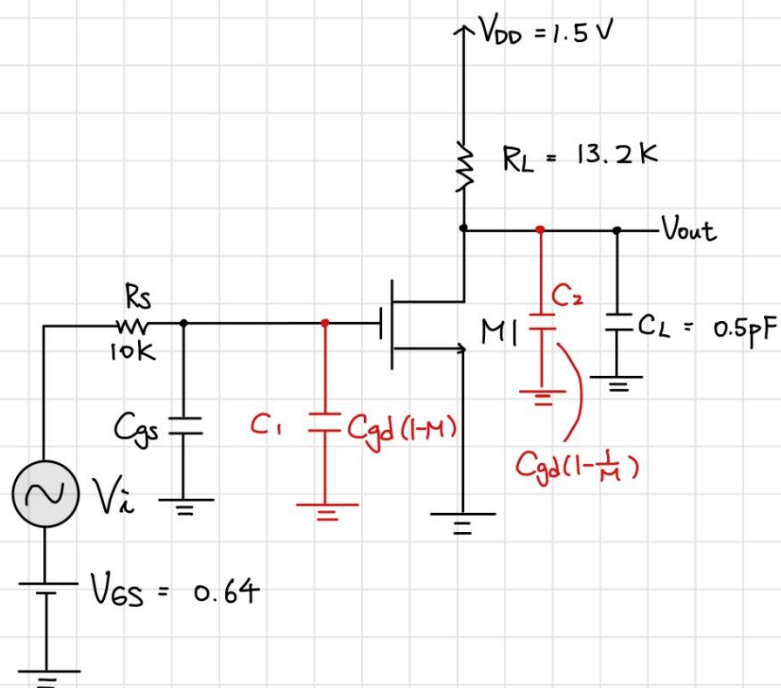 VDD = 1.5 V
RL = 13.2K
Vout
Rs
10K
C2
M1
CL = 0.5pF
Cgs
C1
Cgd (1-M)
Cgd(1-1/M)
Vi
VGS = 0.64